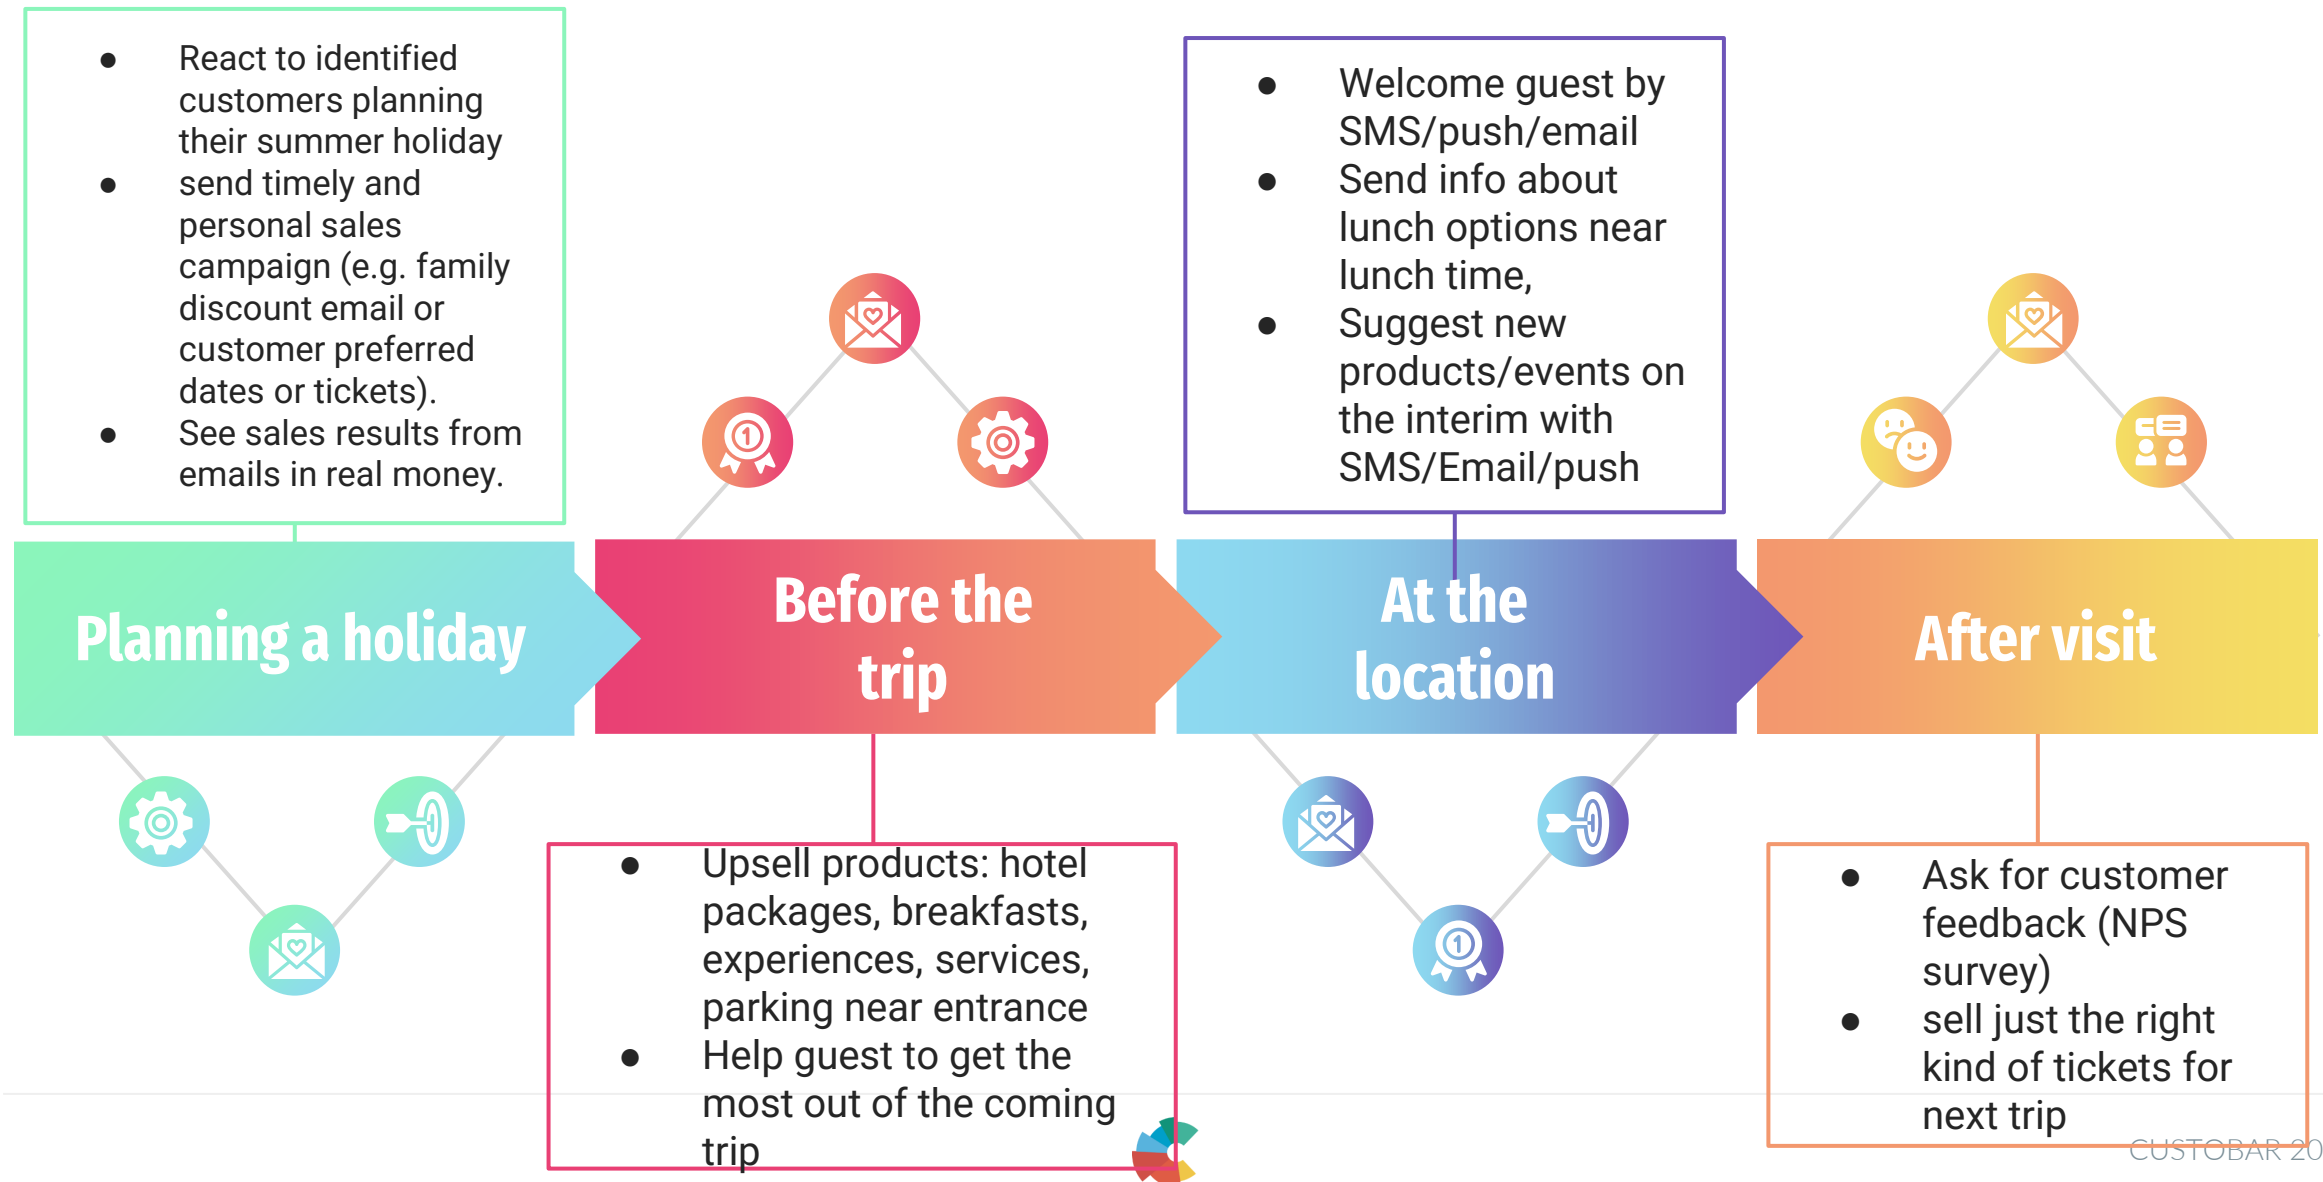 ● React to identified
customers planning
their summer holiday
● send timely and
personal sales
campaign (e.g. family
discount email or
customer preferred
dates or tickets).
● See sales results from
emails in real money.
● Welcome guest by
SMS/push/email
● Send info about
lunch options near
lunch time,
● Suggest new
products/events on
the interim with
SMS/Email/push
Planning a holiday
Before the
trip
At the
location
After visit
● Upsell products: hotel
packages, breakfasts,
experiences, services,
parking near entrance
● Help guest to get the
most out of the coming
trip
● Ask for customer
feedback (NPS
survey)
● sell just the right
kind of tickets for
next trip
CUSTOBAR 20
1
1